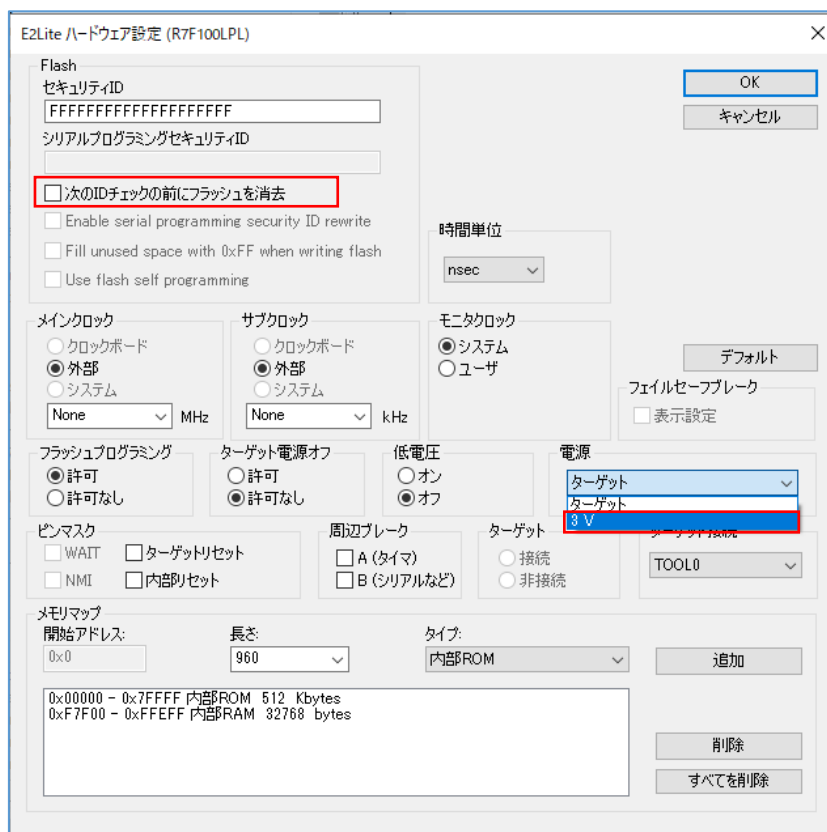 E2Lite ハードウェア設定 (R7F100LPL)
Flash
セキュリティID
FFFFFFFFFFFFFFFFFFFF
シリアルプログラミングセキュリティID
次のIDチェックの前にフラッシュを消去
Enable serial programming security ID rewrite
Fill unused space with 0xFF when writing flash
Use flash self programming
OK
キャンセル
時間単位
nsec
メインクロック
クロックボード
外部
システム
None
MHz
サブクロック
クロックボード
外部
システム
None
kHz
モニタクロック
システム
ユーザ
デフォルト
フェイルセーフブレーク
表示設定
フラッシュプログラミング
許可
許可なし
ターゲット電源オフ
許可
許可なし
低電圧
オン
オフ
電源
ターゲット
ターゲット
3 V
ピンマスク
WAIT
ターゲットリセット
NMI
内部リセット
周辺ブレーク
A (タイマ)
B (シリアルなど)
ターゲット
接続
非接続
TOOL0
メモリマップ
開始アドレス:
0x0
長さ:
960
タイプ:
内部ROM
追加
0x00000 - 0x7FFFF 内部ROM 512 Kbytes
0xF7F00 - 0xFFEFF 内部RAM 32768 bytes
削除
すべてを削除